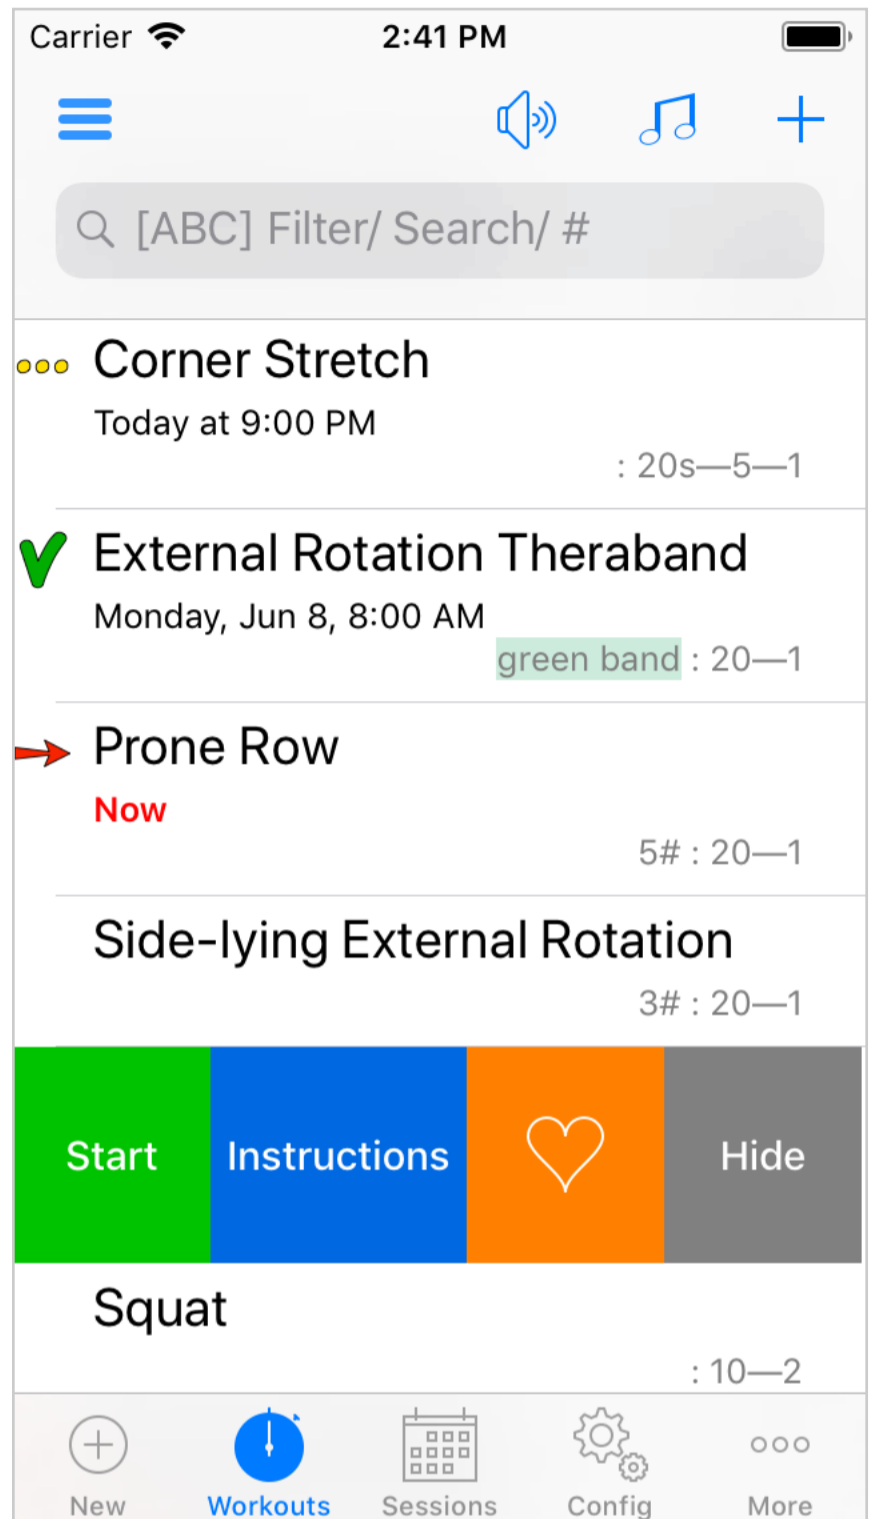 Carrier 2:41 PM
[ABC] Filter/ Search/ #
Corner Stretch
Today at 9:00 PM
: 20s—5—1
External Rotation Theraband
Monday, Jun 8, 8:00 AM
green band : 20—1
Prone Row
Now
5# : 20—1
Side-lying External Rotation
3# : 20—1
Start Instructions Hide
Squat
: 10—2
New Workouts Sessions Config More